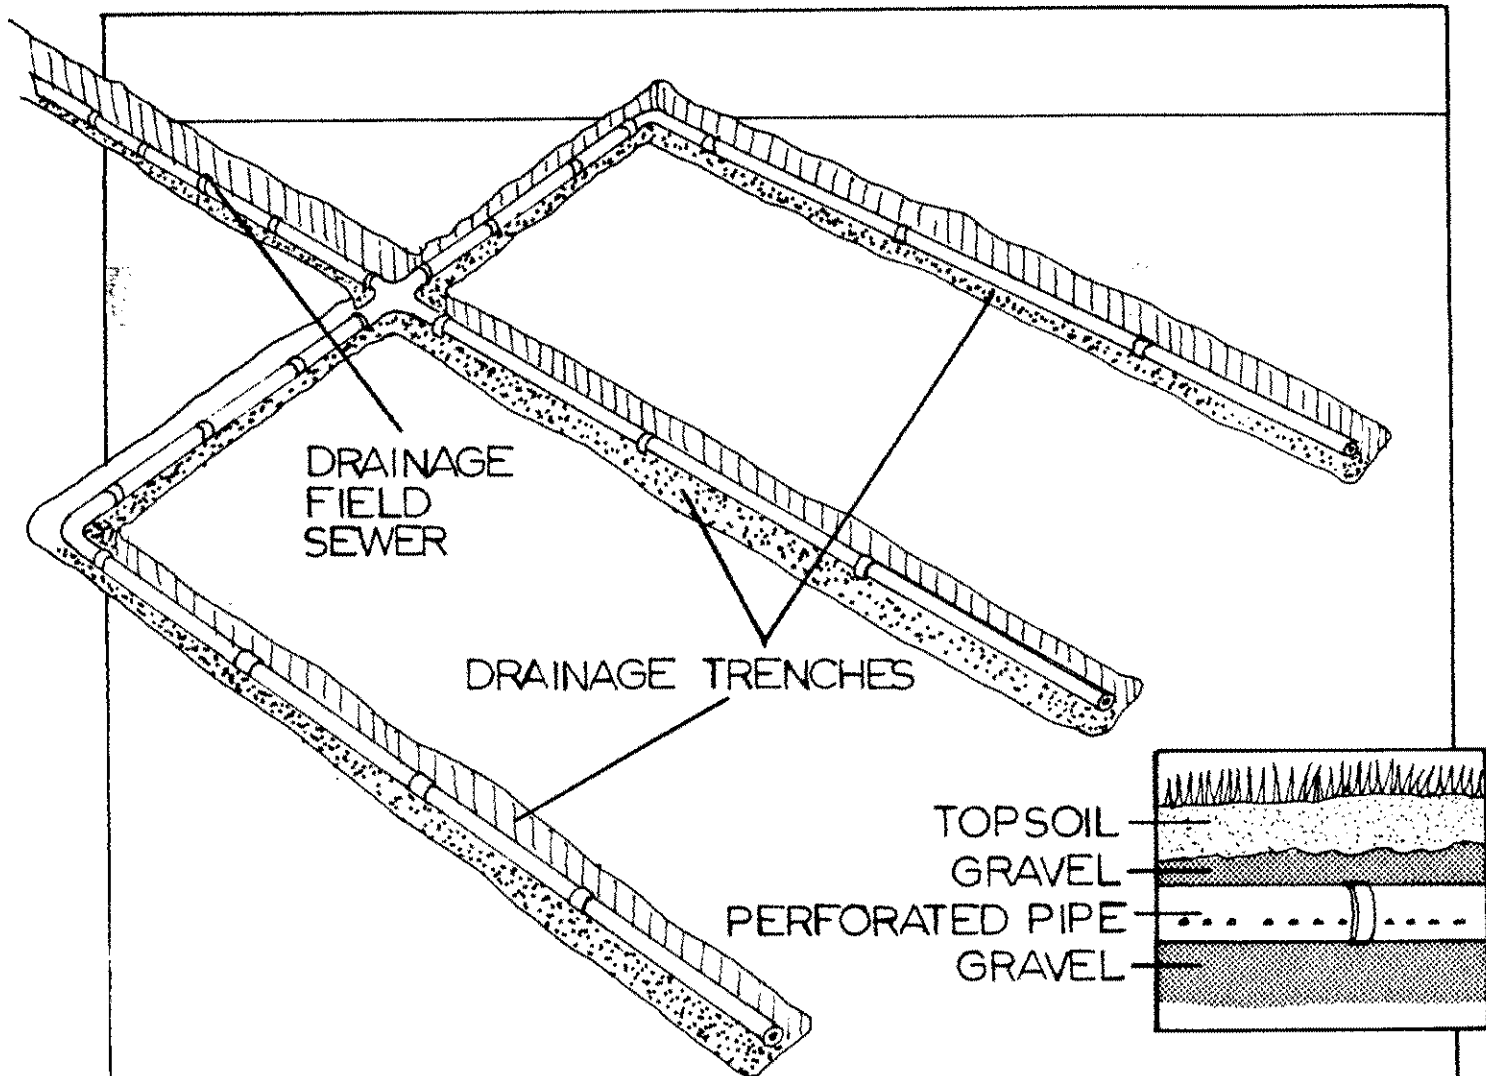 DRAINAGE
FIELD
SEWER
DRAINAGE TRENCHES
TOPSOIL
GRAVEL
PERFORATED PIPE
GRAVEL